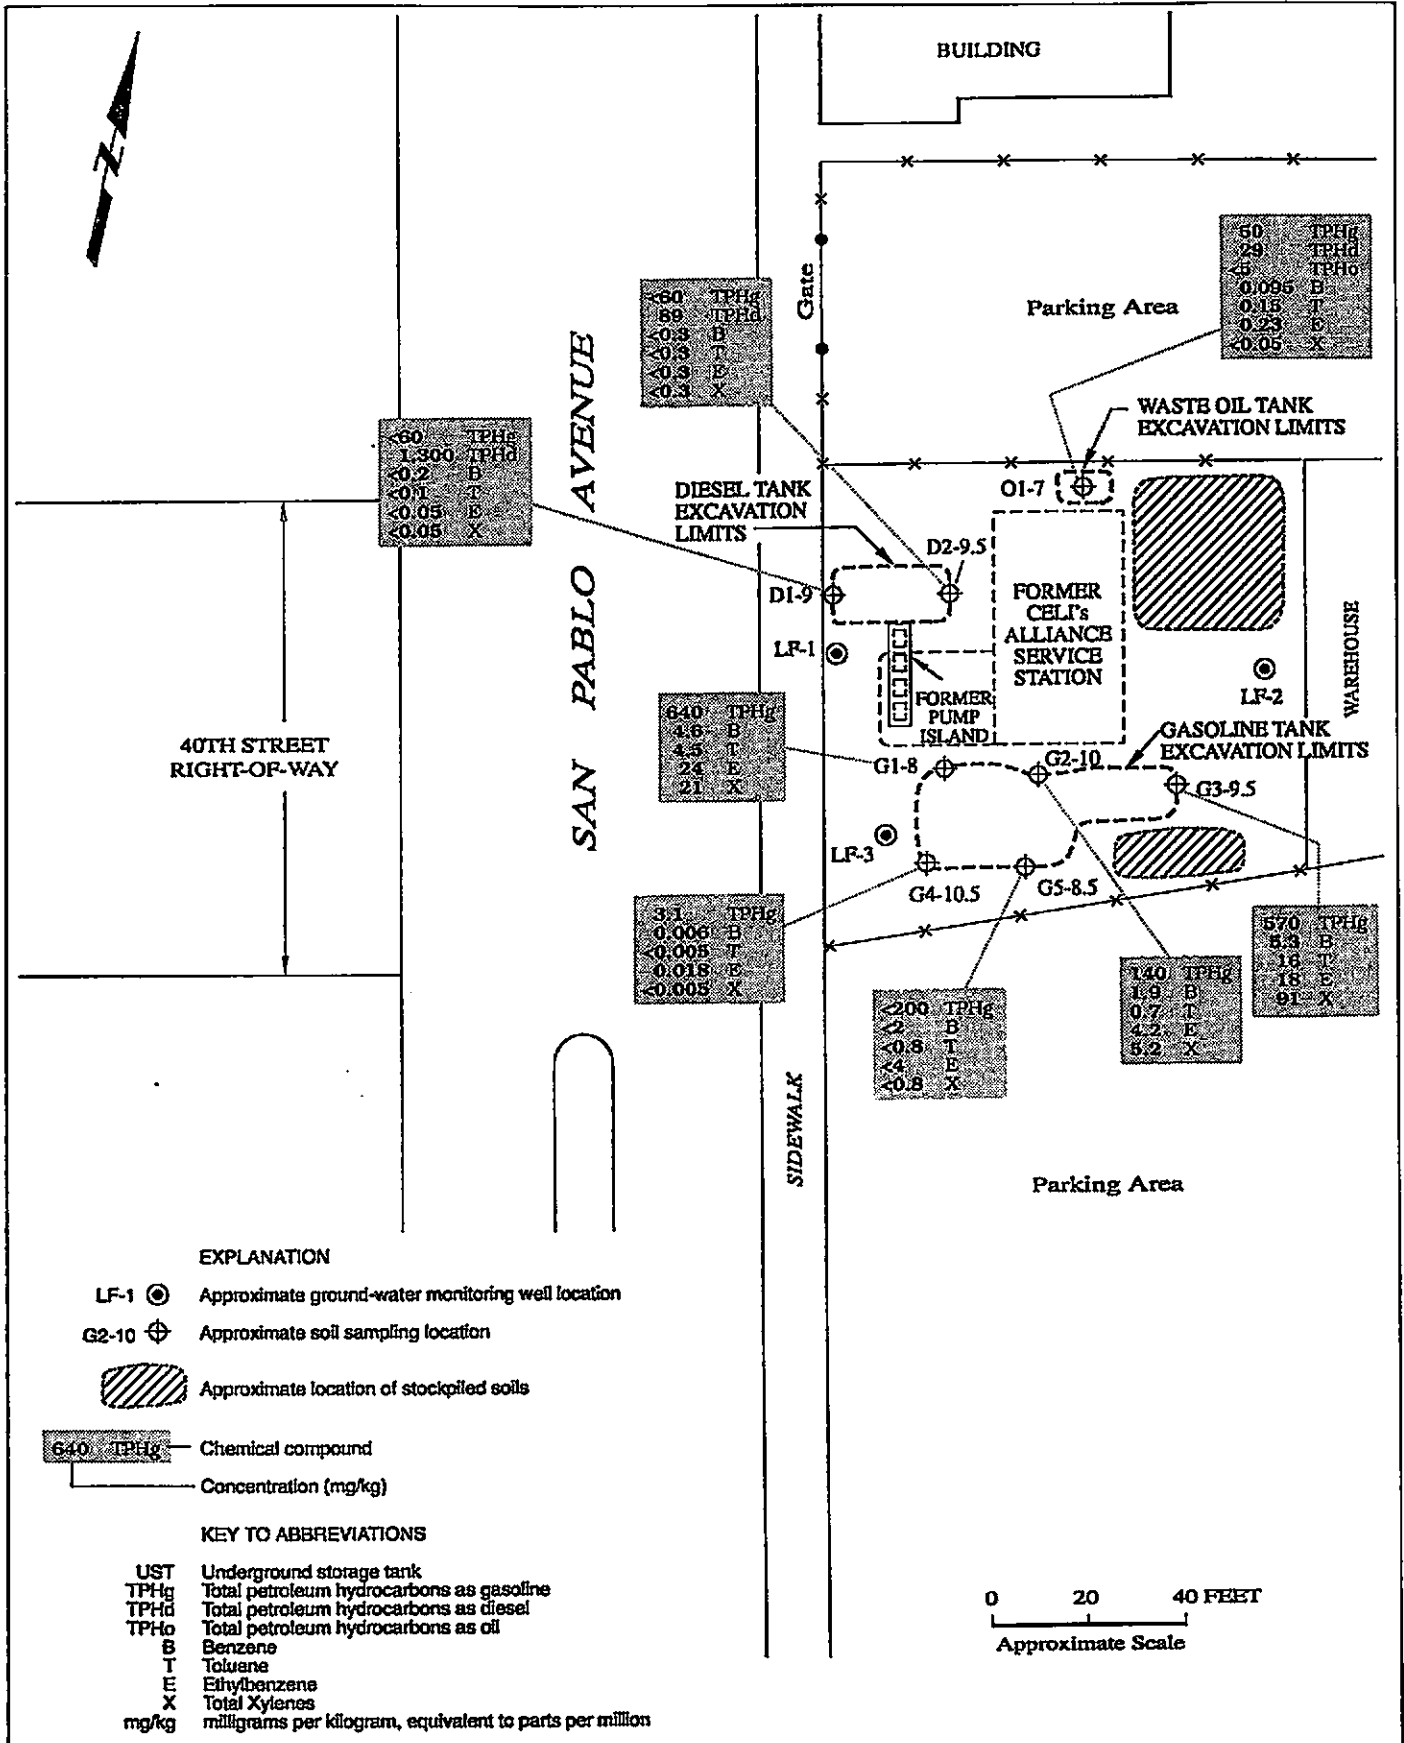 BUILDING
N
Gate
Parking Area
50 TPHg
29 TPHd
<5 TPHo
0.095 B
0.15 T
0.23 E
<0.05 X
<60 TPHg
89 TPHd
<0.3 B
<0.3 T
<0.3 E
<0.3 X
<60 TPHg
1,300 TPHd
<0.2 B
<0.1 T
<0.05 E
<0.05 X
SAN PABLO AVENUE
WASTE OIL TANK
EXCAVATION LIMITS
O1-7
DIESEL TANK
EXCAVATION
LIMITS
D2-9.5
D1-9
FORMER
CELI's
ALLIANCE
SERVICE
STATION
WAREHOUSE
LF-1
LF-2
FORMER
PUMP
ISLAND
640 TPHg
4.6 B
4.5 T
24 E
21 X
40TH STREET
RIGHT-OF-WAY
GASOLINE TANK
EXCAVATION LIMITS
G1-8
G2-10
G3-9.5
LF-3
G4-10.5
G5-8.5
3.1 TPHg
0.006 B
<0.005 T
0.018 E
<0.005 X
570 TPHg
5.3 B
16 T
18 E
91 X
140 TPHg
1.9 B
0.7 T
4.2 E
5.2 X
<200 TPHg
<2 B
<0.8 T
<4 E
<0.8 X
SIDEWALK
Parking Area
EXPLANATION
LF-1 Approximate ground-water monitoring well location
G2-10 Approximate soil sampling location
Approximate location of stockpiled soils
640 TPHg Chemical compound
Concentration (mg/kg)
KEY TO ABBREVIATIONS
UST Underground storage tank
TPHg Total petroleum hydrocarbons as gasoline
TPHd Total petroleum hydrocarbons as diesel
TPHo Total petroleum hydrocarbons as oil
B Benzene
T Toluene
E Ethylbenzene
X Total Xylenes
mg/kg milligrams per kilogram, equivalent to parts per million
0 20 40 FEET
Approximate Scale